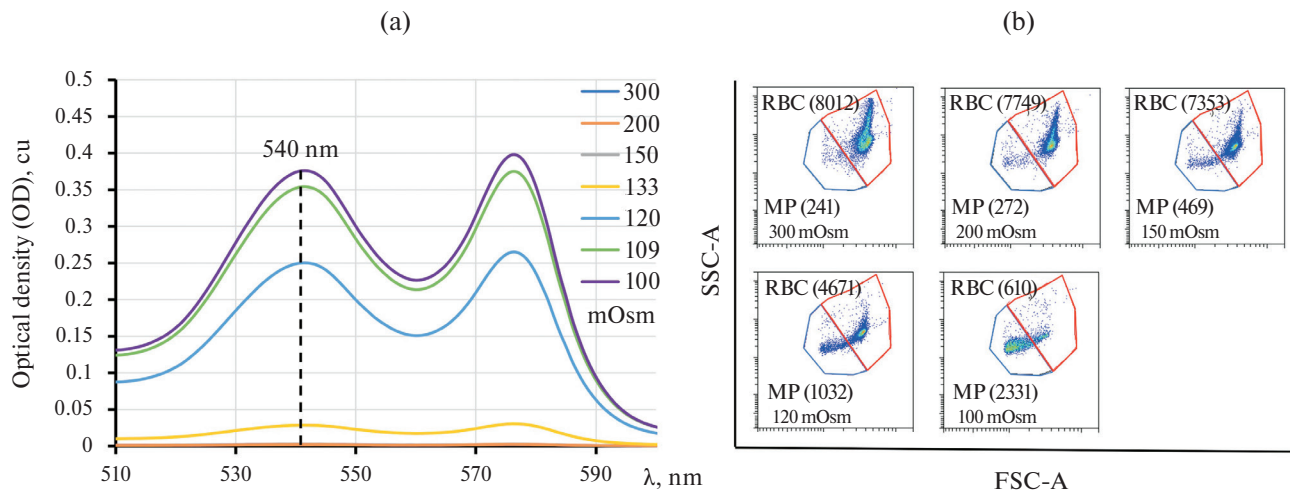 (a)
Optical density (OD), cu
0.5
0.45
0.4
0.35
0.3
0.25
0.2
0.15
0.1
0.05
0
540 nm
300
200
150
133
120
109
100
mOsm
510
530
550
570
590
λ, nm
(b)
SSC-A
RBC (8012)
MP (241)
300 mOsm
RBC (7749)
MP (272)
200 mOsm
RBC (7353)
MP (469)
150 mOsm
RBC (4671)
MP (1032)
120 mOsm
RBC (610)
MP (2331)
100 mOsm
FSC-A